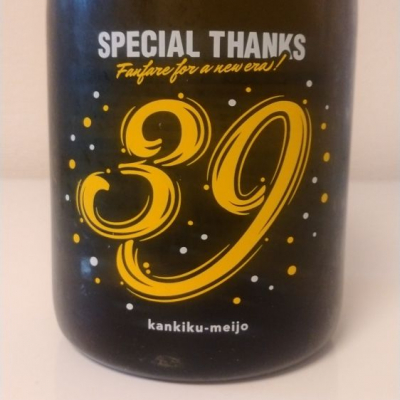 SPECIAL THANKS
Fanfare for a new era!
39
kankiku-meijo